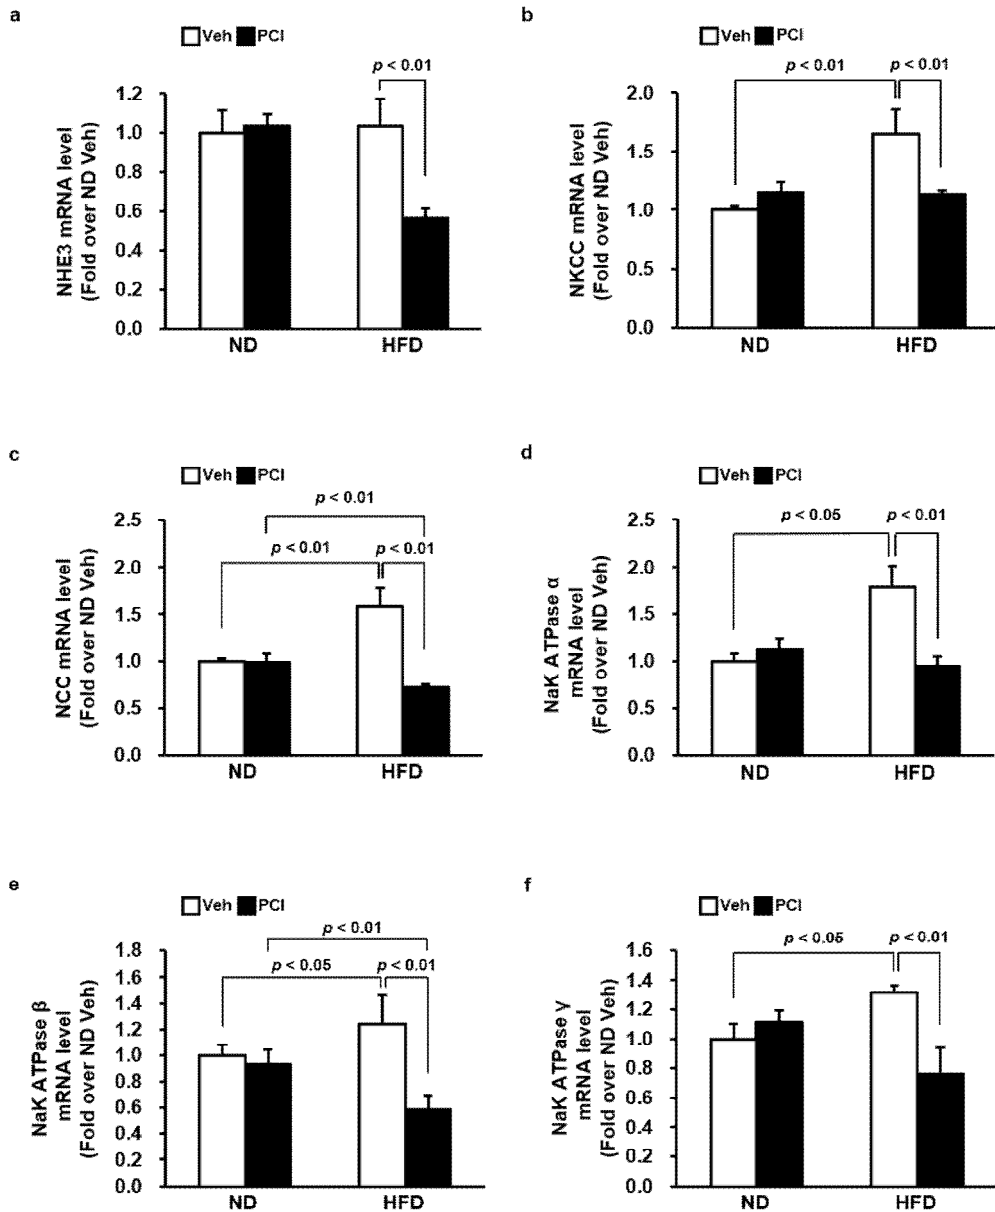 a
Veh PCI
p < 0.01
NHE3 mRNA level
(Fold over ND Veh)
1.2
1.0
0.8
0.6
0.4
0.2
0.0
ND HFD
b
Veh PCI
p < 0.01 p < 0.01
NKCC mRNA level
(Fold over ND Veh)
2.0
1.5
1.0
0.5
0.0
ND HFD
c
Veh PCI
p < 0.01
p < 0.01 p < 0.01
NCC mRNA level
(Fold over ND Veh)
2.5
2.0
1.5
1.0
0.5
0.0
ND HFD
d
Veh PCI
p < 0.05 p < 0.01
NaK ATPase α
mRNA level
(Fold over ND Veh)
2.5
2.0
1.5
1.0
0.5
0.0
ND HFD
e
Veh PCI
p < 0.01
p < 0.05 p < 0.01
NaK ATPase β
mRNA level
(Fold over ND Veh)
1.8
1.6
1.4
1.2
1.0
0.8
0.6
0.4
0.2
0.0
ND HFD
f
Veh PCI
p < 0.05 p < 0.01
NaK ATPase γ
mRNA level
(Fold over ND Veh)
1.6
1.4
1.2
1.0
0.8
0.6
0.4
0.2
0.0
ND HFD